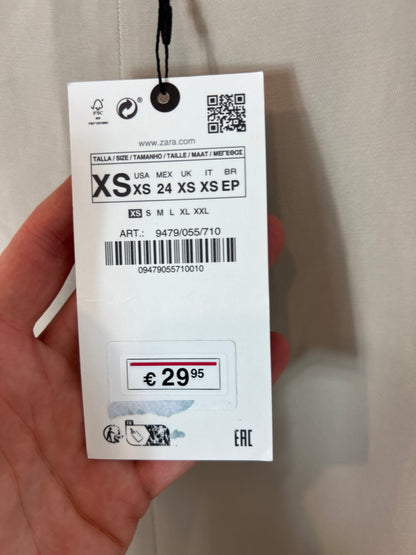 FSC
www.zara.com
TALLA / SIZE / TAMANHO / TAILLE / MAAT / ΜΕΓΕΘΟΣ
XS USA XS MEX 24 UK XS IT XS BR EP
XS S M L XL XXL
ART.: 9479/055/710
09479055710010
€ 29 95
EAC